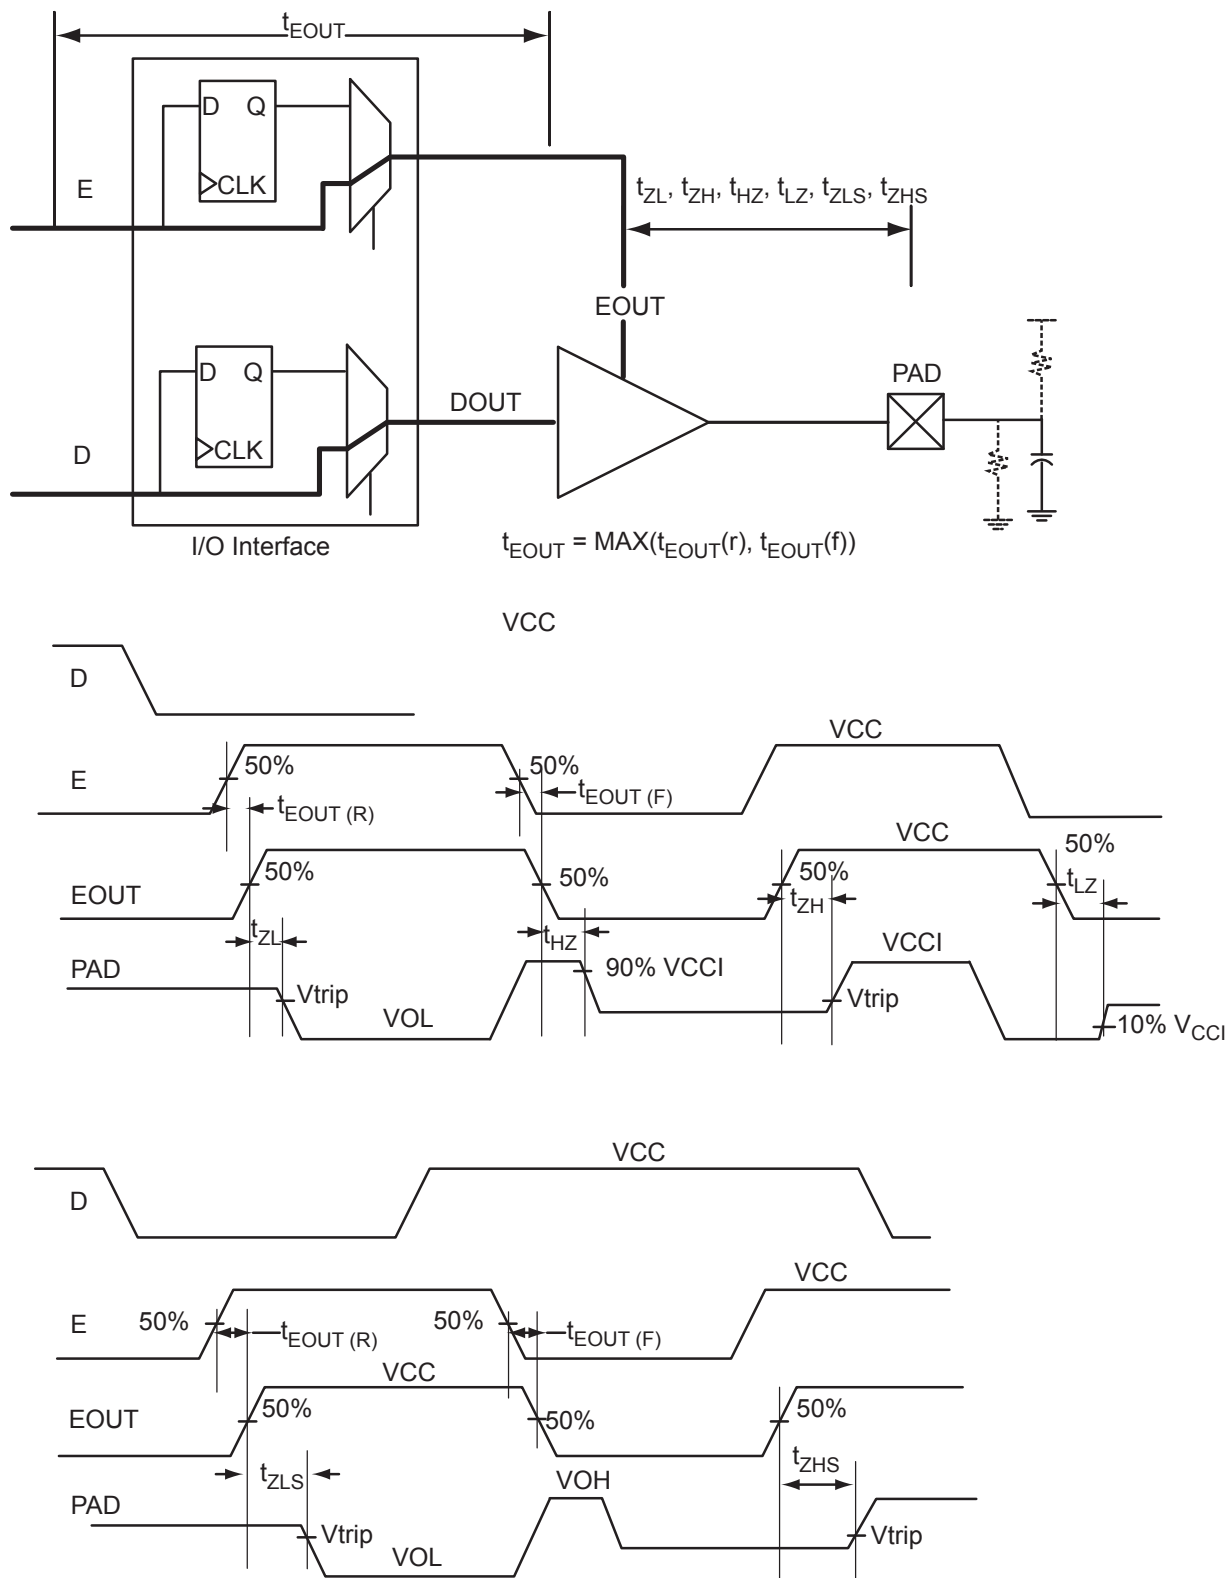 tEOUT
D Q
CLK
E
tZL, tZH, tHZ, tLZ, tZLS, tZHS
EOUT
D Q
CLK
D
DOUT
PAD
I/O Interface
tEOUT = MAX(tEOUT(r), tEOUT(f))
VCC
D
VCC
E
50%
50%
tEOUT (R)
tEOUT (F)
VCC
50%
EOUT
50%
50%
50%
tZL
tHZ
tZH
tLZ
PAD
VCCI
90% VCCI
Vtrip
Vtrip
VOL
10% VCCI
VCC
D
VCC
E
50%
50%
tEOUT (R)
tEOUT (F)
VCC
EOUT
50%
50%
50%
tZLS
tZHS
VOH
PAD
Vtrip
Vtrip
VOL